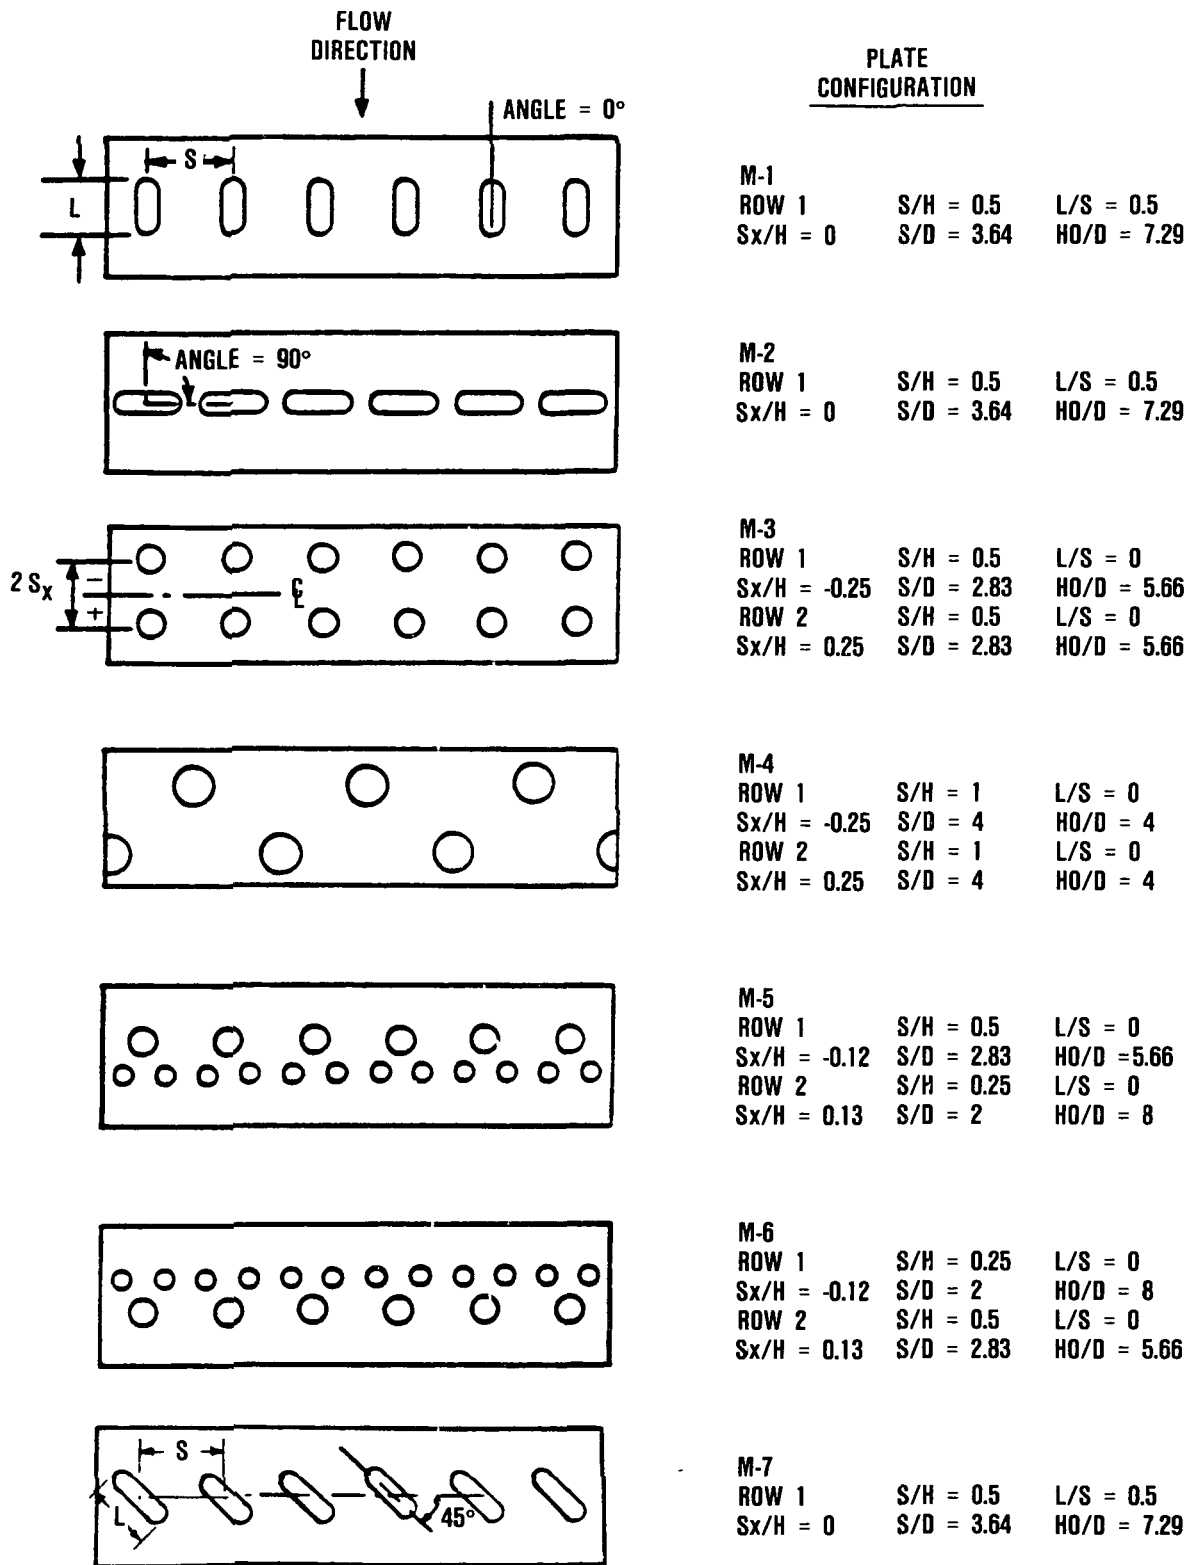 FLOW
DIRECTION
PLATE
CONFIGURATION
ANGLE = 0°
S
L
M-1
ROW 1 S/H = 0.5 L/S = 0.5
Sx/H = 0 S/D = 3.64 HO/D = 7.29
ANGLE = 90°
M-2
ROW 1 S/H = 0.5 L/S = 0.5
Sx/H = 0 S/D = 3.64 HO/D = 7.29
2 Sx
−
+
℄
M-3
ROW 1 S/H = 0.5 L/S = 0
Sx/H = -0.25 S/D = 2.83 HO/D = 5.66
ROW 2 S/H = 0.5 L/S = 0
Sx/H = 0.25 S/D = 2.83 HO/D = 5.66
M-4
ROW 1 S/H = 1 L/S = 0
Sx/H = -0.25 S/D = 4 HO/D = 4
ROW 2 S/H = 1 L/S = 0
Sx/H = 0.25 S/D = 4 HO/D = 4
M-5
ROW 1 S/H = 0.5 L/S = 0
Sx/H = -0.12 S/D = 2.83 HO/D =5.66
ROW 2 S/H = 0.25 L/S = 0
Sx/H = 0.13 S/D = 2 HO/D = 8
M-6
ROW 1 S/H = 0.25 L/S = 0
Sx/H = -0.12 S/D = 2 HO/D = 8
ROW 2 S/H = 0.5 L/S = 0
Sx/H = 0.13 S/D = 2.83 HO/D = 5.66
S
L
45°
M-7
ROW 1 S/H = 0.5 L/S = 0.5
Sx/H = 0 S/D = 3.64 HO/D = 7.29